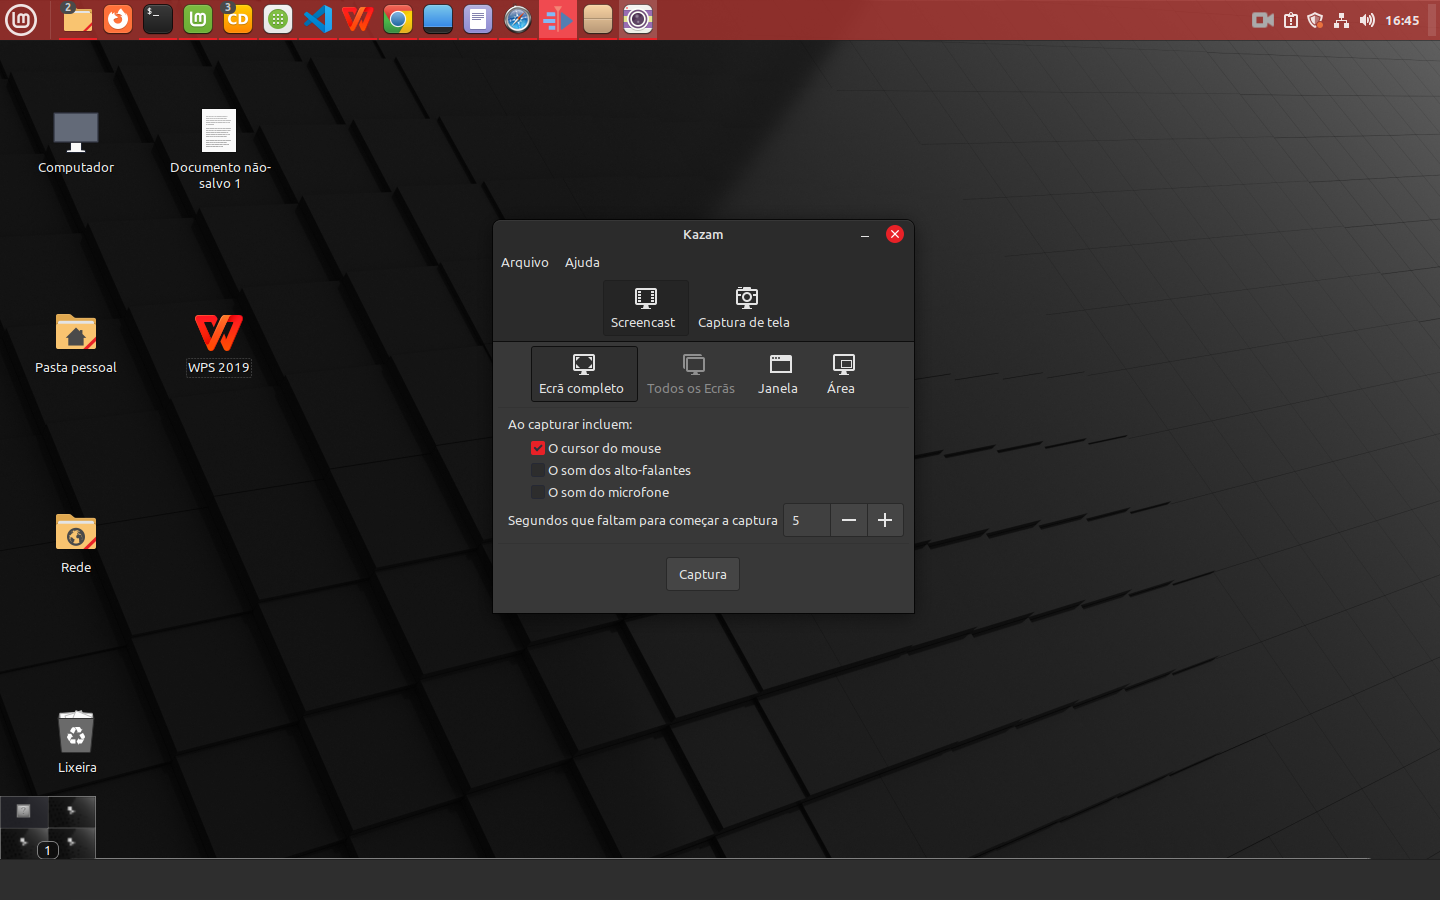 2
3
CD
16:45
Computador
Documento não-
salvo 1
Kazam
Arquivo Ajuda
Screencast Captura de tela
Pasta pessoal
WPS 2019
Ecrã completo Todos os Ecrãs Janela Área
Ao capturar incluem:
O cursor do mouse
O som dos alto-falantes
O som do microfone
Segundos que faltam para começar a captura 5
Rede
Captura
Lixeira
1